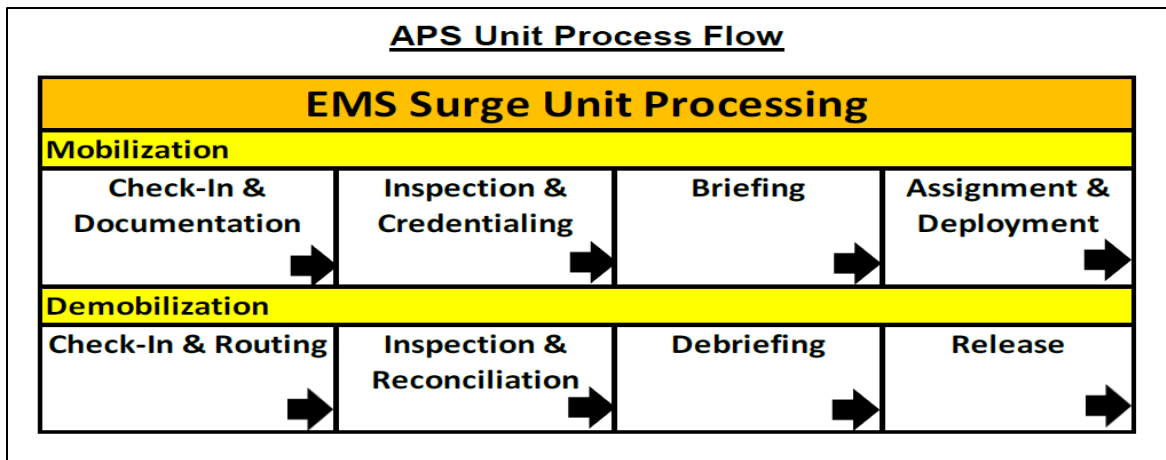 APS Unit Process Flow
EMS Surge Unit Processing
Mobilization
Check-In &
Documentation
Inspection &
Credentialing
Briefing
Assignment &
Deployment
Demobilization
Check-In & Routing
Inspection &
Reconciliation
Debriefing
Release